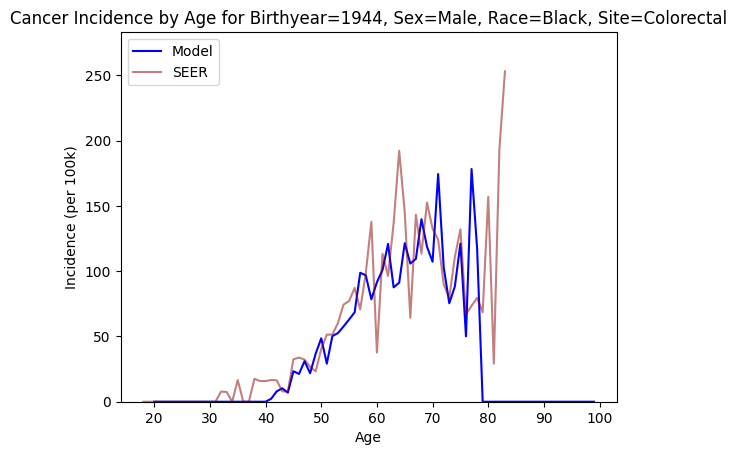 Cancer Incidence by Age for Birthyear=1944, Sex=Male, Race=Black, Site=Colorectal
Model
SEER
250
200
150
100
50
0
Incidence (per 100k)
20 30 40 50 60 70 80 90 100
Age